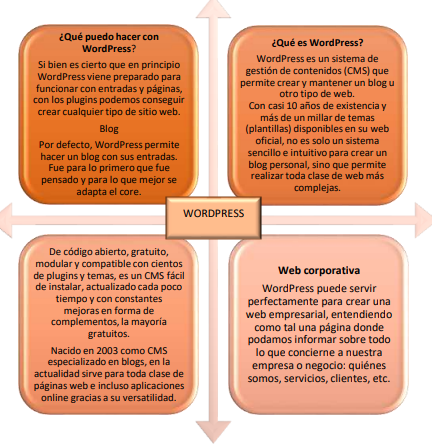 ¿Qué puedo hacer con
WordPress?
Si bien es cierto que en principio
WordPress viene preparado para
funcionar con entradas y páginas,
con los plugins podemos conseguir
crear cualquier tipo de sitio web.
Blog
Por defecto, WordPress permite
hacer un blog con sus entradas.
Fue para lo primero que fue
pensado y para lo que mejor se
adapta el core.
¿Qué es WordPress?
WordPress es un sistema de
gestión de contenidos (CMS) que
permite crear y mantener un blog u
otro tipo de web.
Con casi 10 años de existencia y
más de un millar de temas
(plantillas) disponibles en su web
oficial, no es solo un sistema
sencillo e intuitivo para crear un
blog personal, sino que permite
realizar toda clase de web más
complejas.
WORDPRESS
De código abierto, gratuito,
modular y compatible con cientos
de plugins y temas, es un CMS fácil
de instalar, actualizado cada poco
tiempo y con constantes
mejoras en forma de
complementos, la mayoría
gratuitos.
Nacido en 2003 como CMS
especializado en blogs, en la
actualidad sirve para toda clase de
páginas web e incluso aplicaciones
online gracias a su versatilidad.
Web corporativa
WordPress puede servir
perfectamente para crear una
web empresarial, entendiendo
como tal una página donde
podamos informar sobre todo
lo que concierne a nuestra
empresa o negocio: quiénes
somos, servicios, clientes, etc.